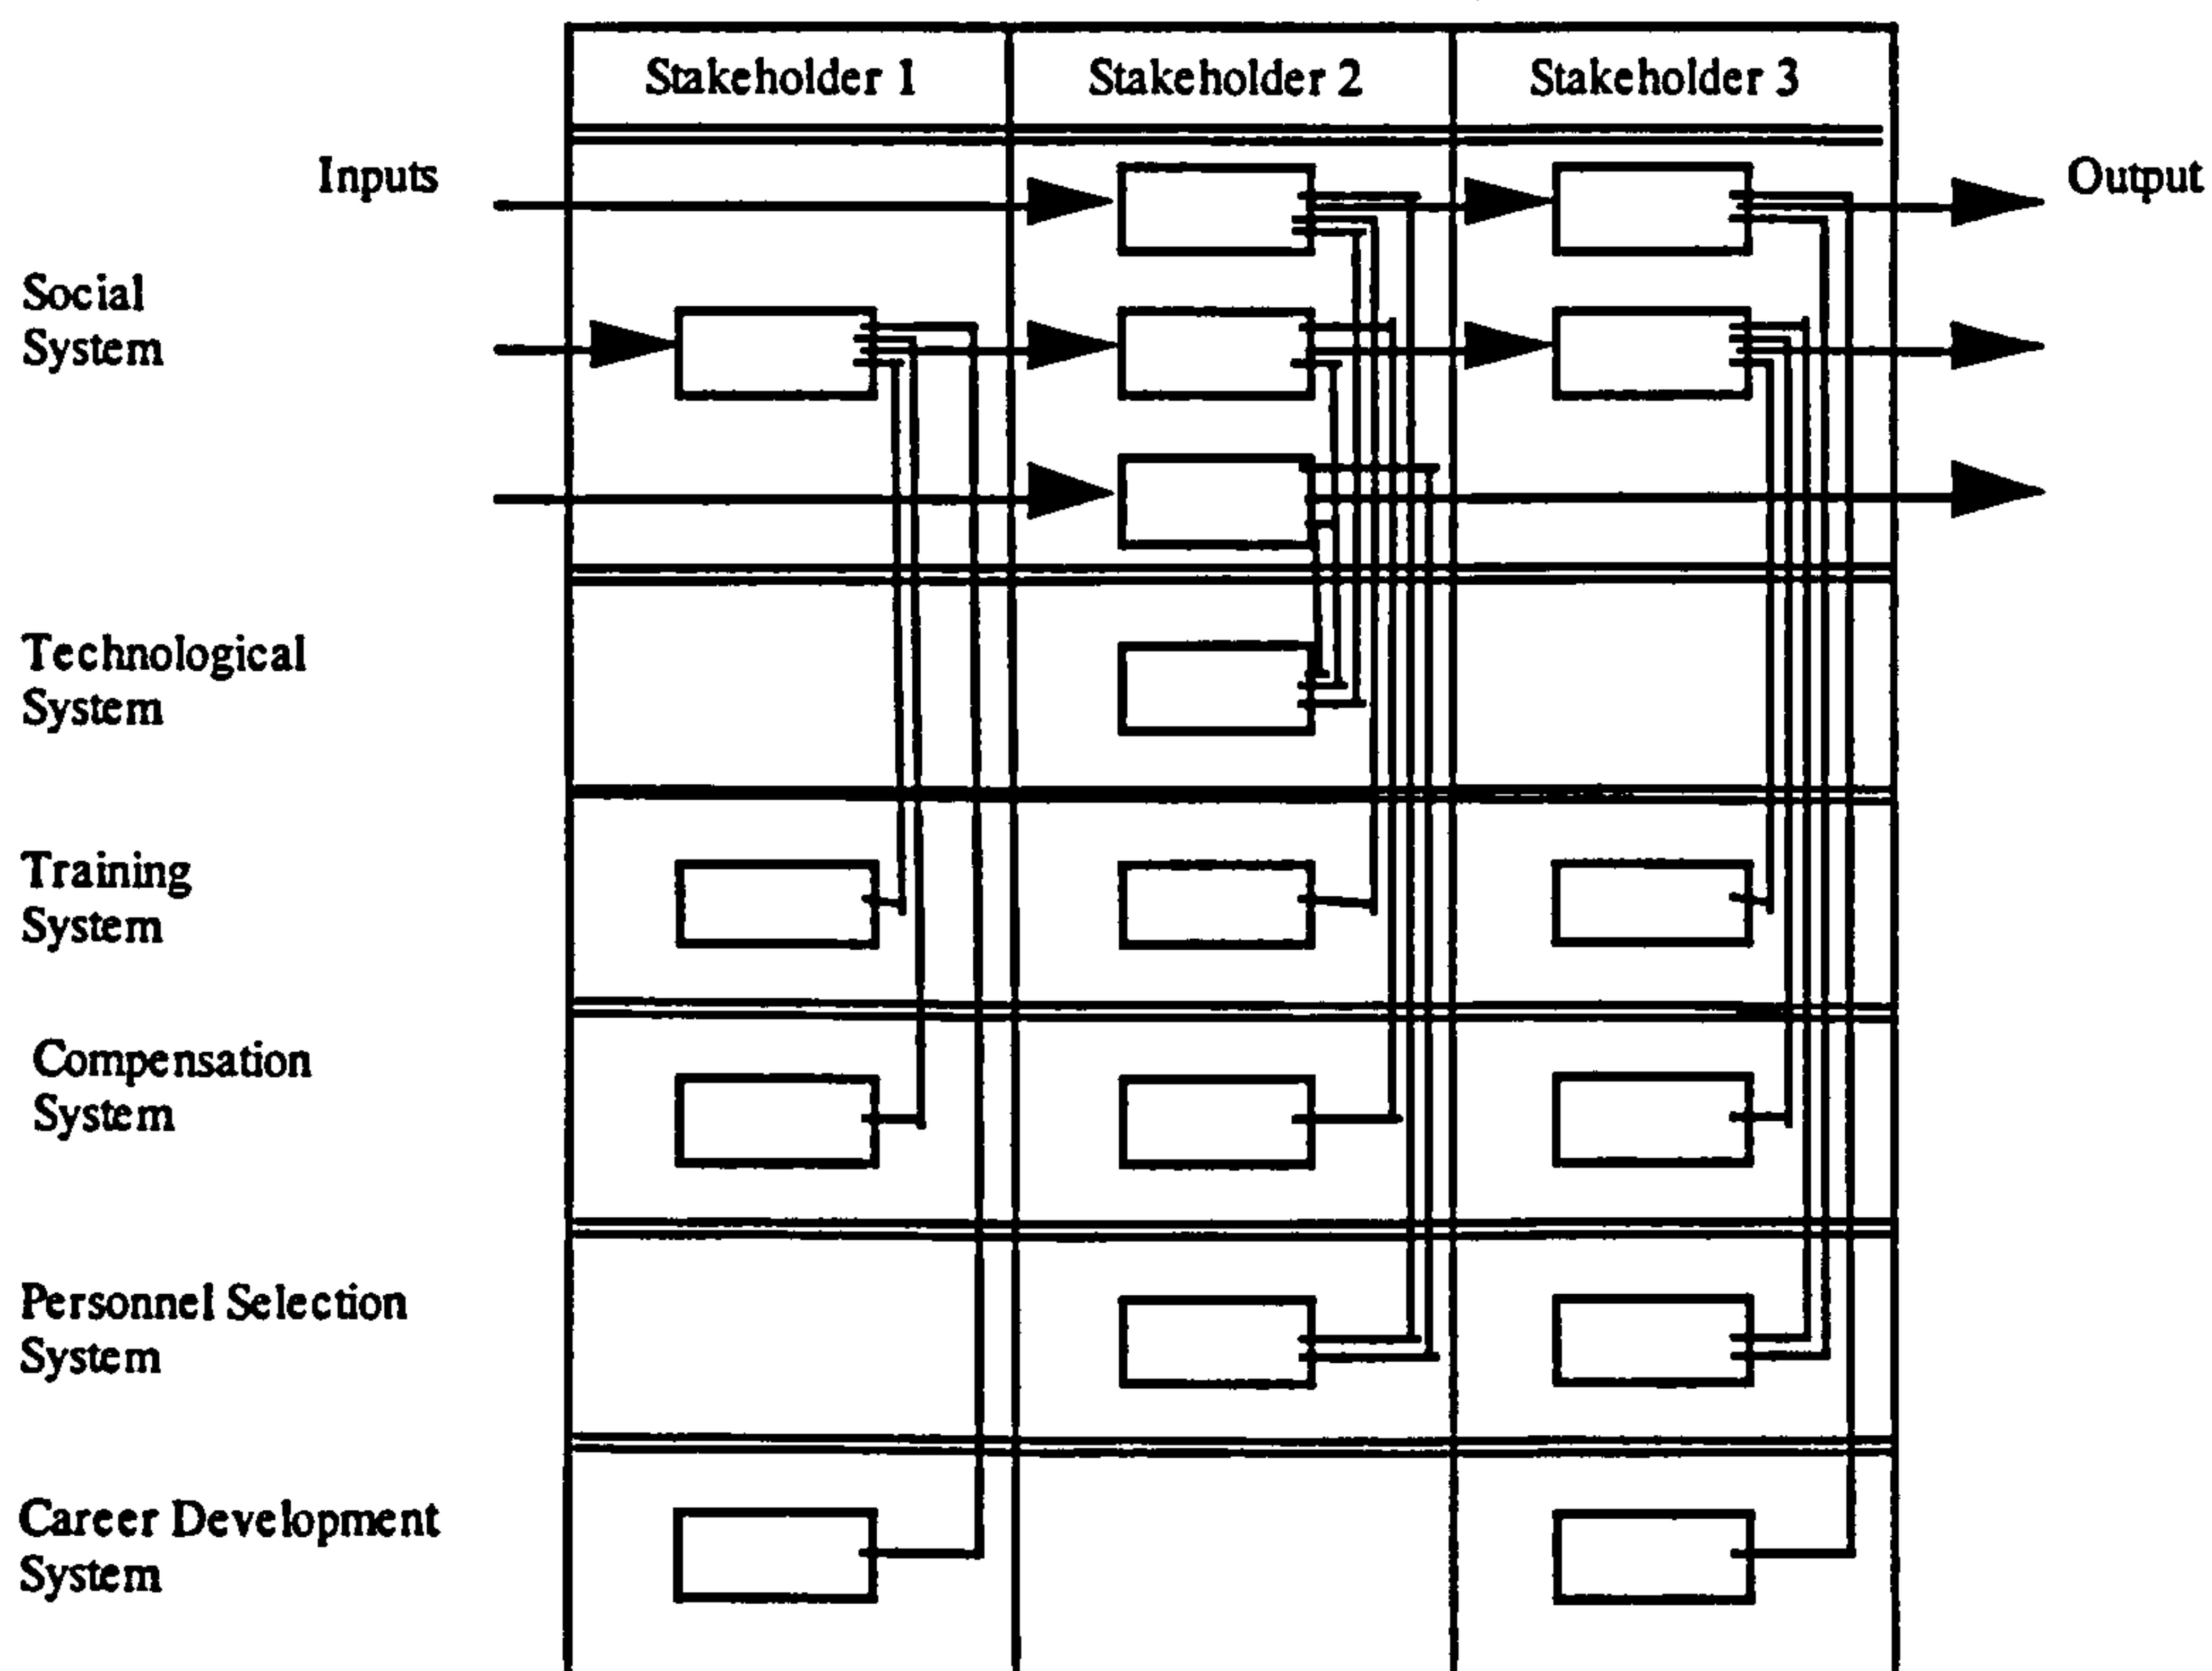 Stakeholder 1
Stakeholder 2
Stakeholder 3
Inputs
Output
Social
System
Technological
System
Training
System
Compensation
System
Personnel Selection
System
Career Development
System